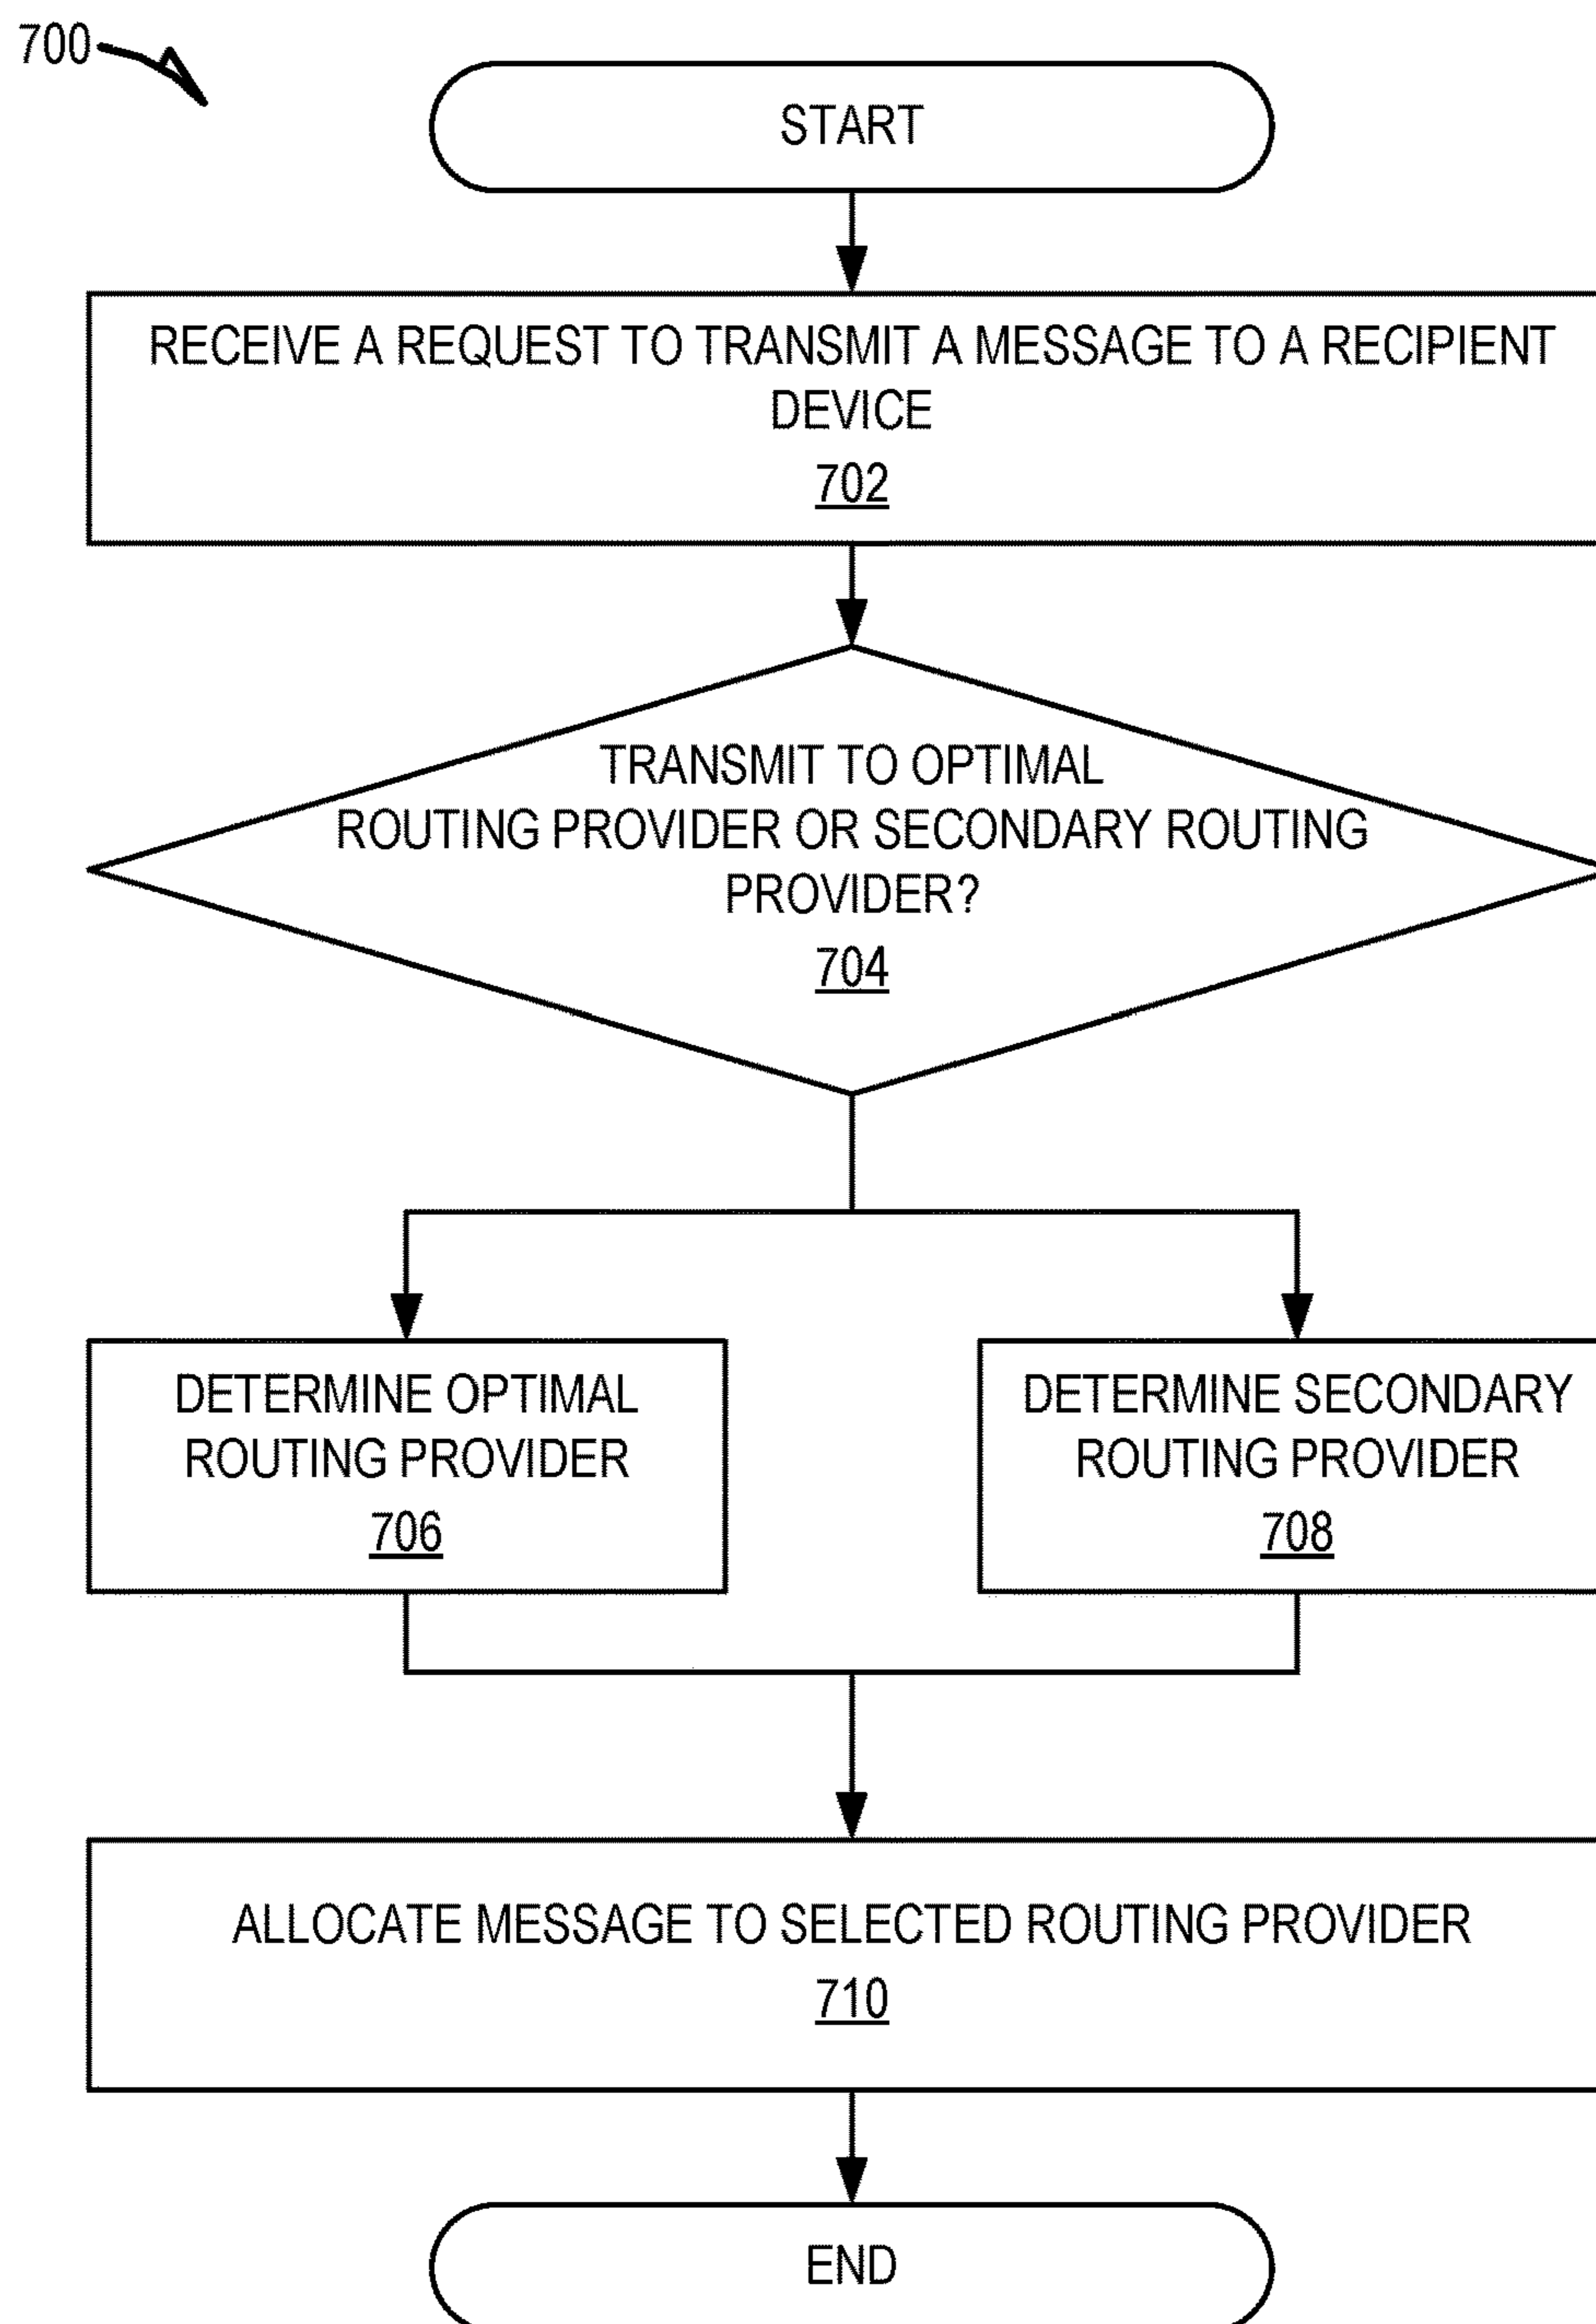 700
START
RECEIVE A REQUEST TO TRANSMIT A MESSAGE TO A RECIPIENT
DEVICE
702
TRANSMIT TO OPTIMAL
ROUTING PROVIDER OR SECONDARY ROUTING
PROVIDER?
704
DETERMINE OPTIMAL
ROUTING PROVIDER
706
DETERMINE SECONDARY
ROUTING PROVIDER
708
ALLOCATE MESSAGE TO SELECTED ROUTING PROVIDER
710
END